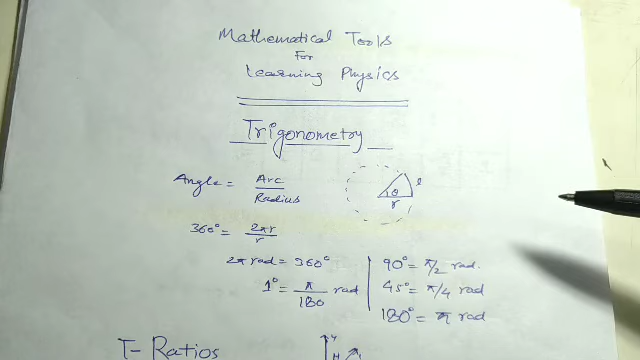 Mathematical Tools
For
Learning Physics
Trigonometry
Angle = Arc / Radius
θ
l
r
360° = 2πr / r
2π rad = 360°
1° = π / 180 rad
90° = π/2 rad.
45° = π/4 rad
180° = π rad
T-Ratios
Y